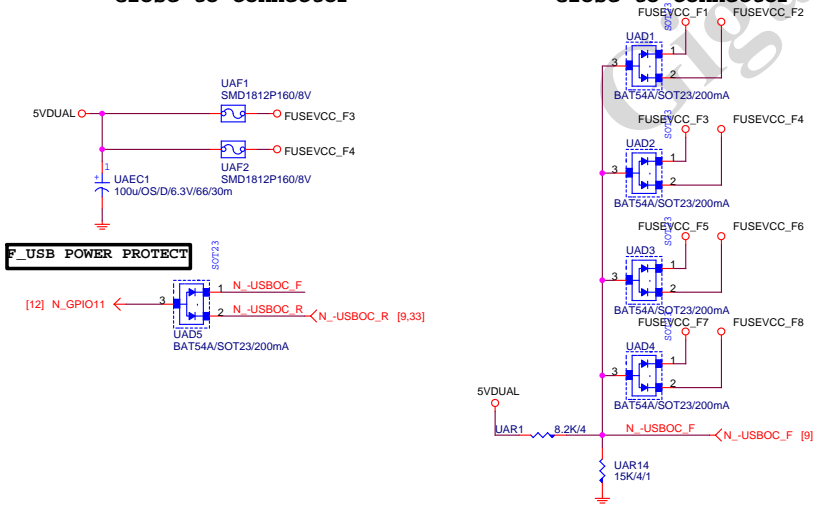 FUSEVCC_F1
FUSEVCC_F2
SOT23
UAD1
1
2
3
BAT54A/SOT23/200mA
UAF1
SMD1812P160/8V
5VDUAL
FUSEVCC_F3
FUSEVCC_F4
UAF2
SMD1812P160/8V
1
+
UAEC1
100u/OS/D/6.3V/66/30m
FUSEVCC_F3
FUSEVCC_F4
UAD2
1
2
3
BAT54A/SOT23/200mA
F_USB POWER PROTECT
SOT23
1
N_-USBOC_F
[12] N_GPIO11
3
2
N_-USBOC_R
N_-USBOC_R [9,33]
UAD5
BAT54A/SOT23/200mA
FUSEVCC_F5
FUSEVCC_F6
SOT23
UAD3
1
2
3
BAT54A/SOT23/200mA
FUSEVCC_F7
FUSEVCC_F8
UAD4
1
2
3
BAT54A/SOT23/200mA
5VDUAL
UAR1
8.2K/4
N_-USBOC_F
N_-USBOC_F [9]
UAR14
15K/4/1